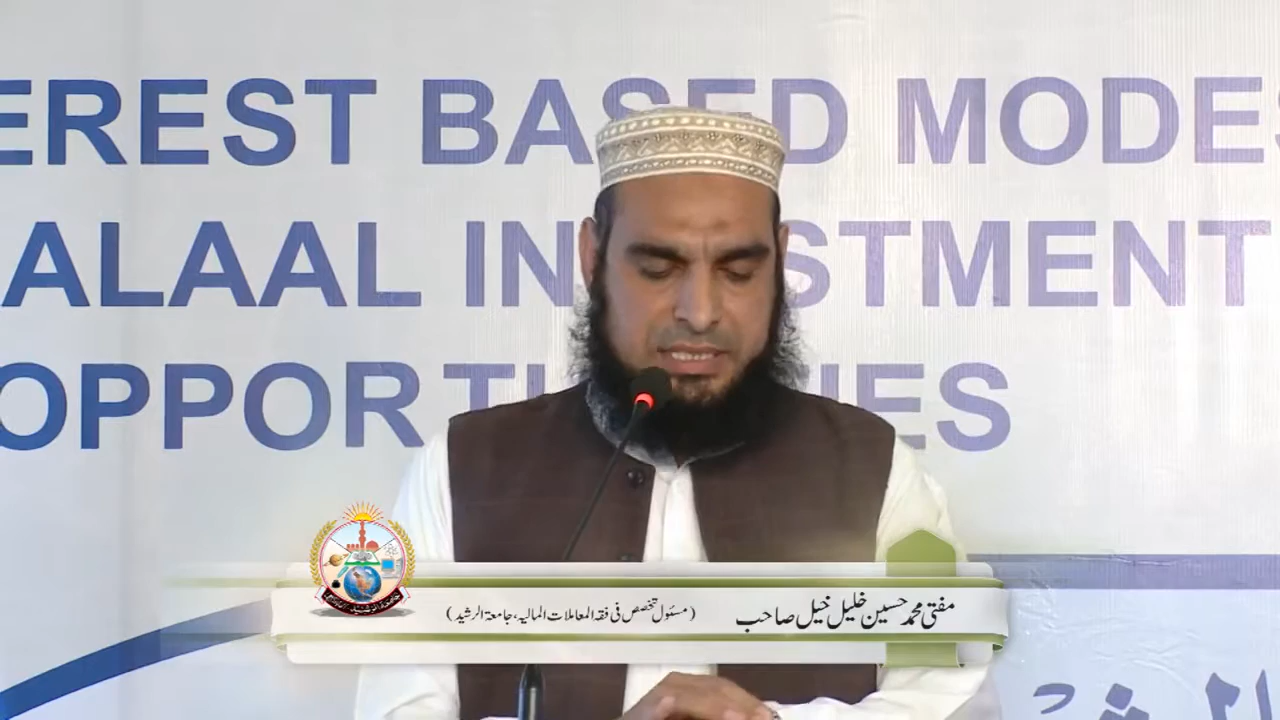 EREST BASED MODES
ALAAL IN STMENT
OPPORTU IES
مفتی محمد حسین خلیل خیل صاحب (مسئول تخصص فی فقہ المعاملات المالیہ، جامعۃ الرشید)